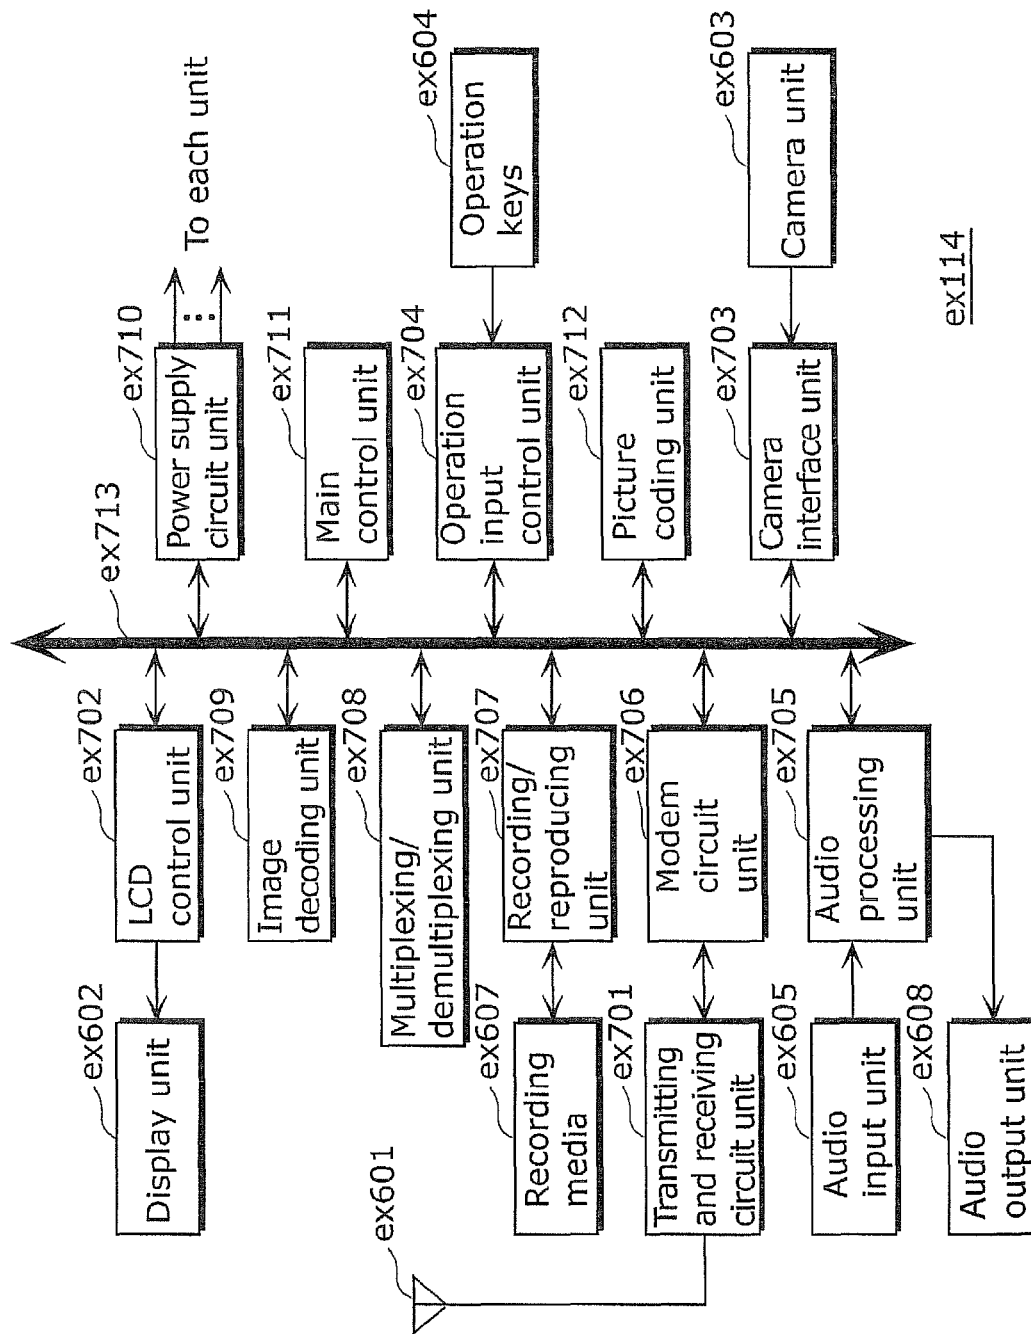 ex601
ex602
Display unit
ex702
LCD
control unit
ex709
Image
decoding unit
ex708
Multiplexing/
demultiplexing unit
ex607
Recording
media
ex707
Recording/
reproducing
unit
ex701
Transmitting
and receiving
circuit unit
ex706
Modem
circuit
unit
ex605
Audio
input unit
ex705
Audio
processing
unit
ex608
Audio
output unit
ex713
ex710
Power supply
circuit unit
To each unit
ex711
Main
control unit
ex704
Operation
input
control unit
ex604
Operation
keys
ex712
Picture
coding unit
ex703
Camera
interface unit
ex603
Camera unit
ex114